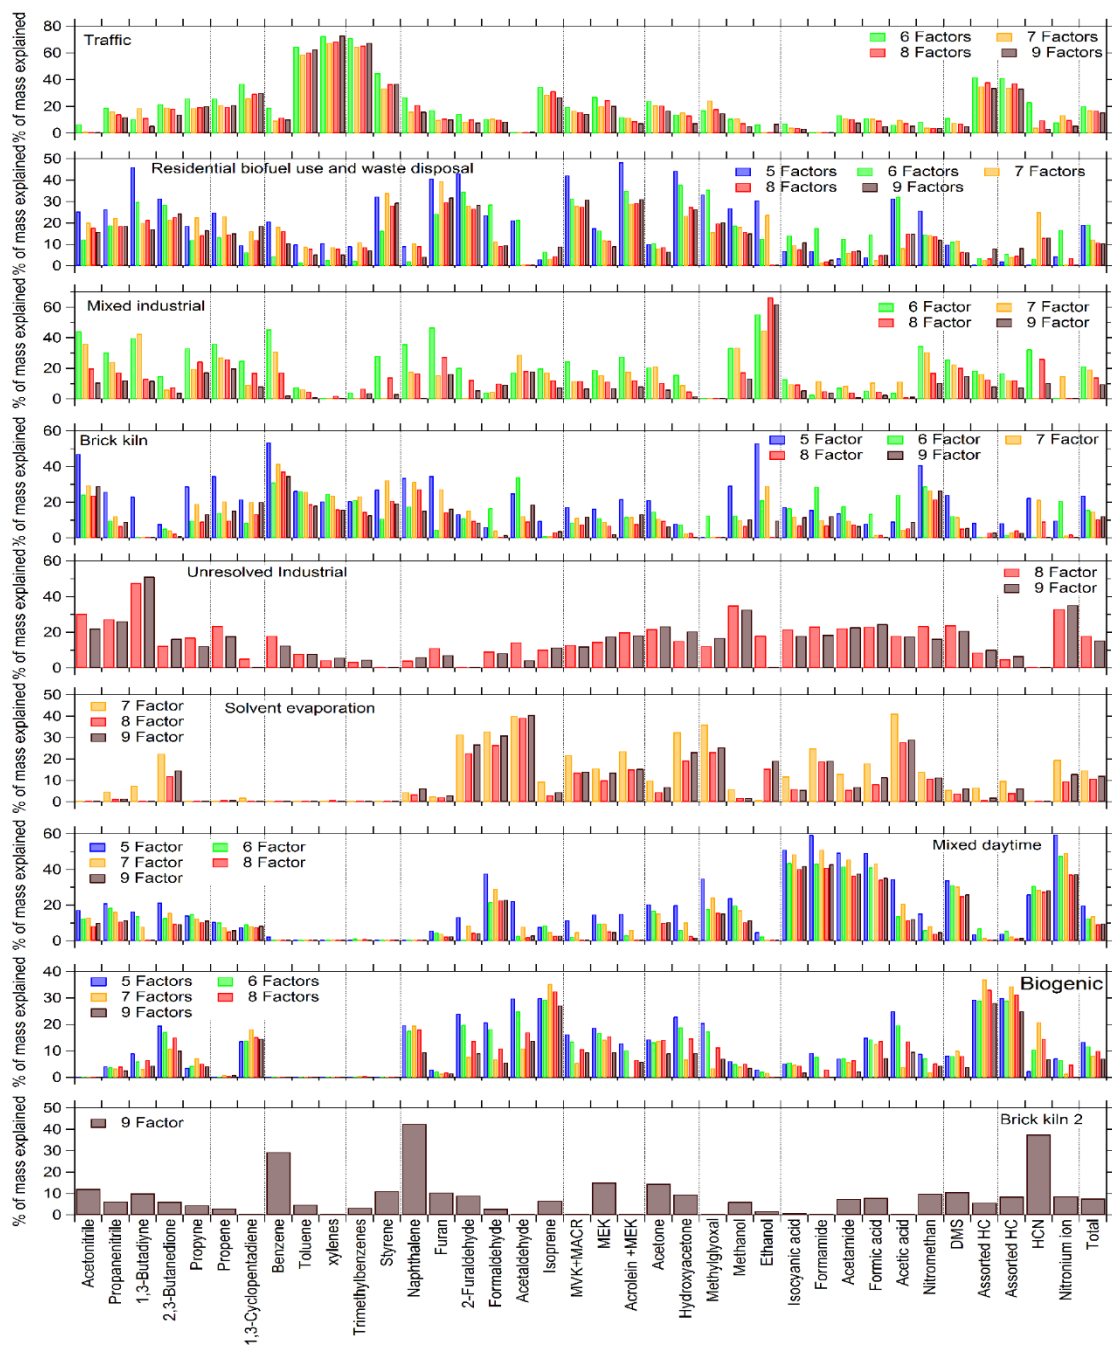 % of mass explained
80
60
40
20
0
Traffic
6 Factors
7 Factors
8 Factors
9 Factors
% of mass explained
50
40
30
20
10
0
Residential biofuel use and waste disposal
5 Factors
6 Factors
7 Factors
8 Factors
9 Factors
% of mass explained
60
40
20
0
Mixed industrial
6 Factor
7 Factor
8 Factor
9 Factor
% of mass explained
60
40
20
0
Brick kiln
5 Factor
6 Factor
7 Factor
8 Factor
9 Factor
% of mass explained
60
40
20
0
Unresolved Industrial
8 Factor
9 Factor
% of mass explained
50
40
30
20
10
0
7 Factor
8 Factor
9 Factor
Solvent evaporation
% of mass explained
60
40
20
0
5 Factor
6 Factor
7 Factor
8 Factor
9 Factor
Mixed daytime
% of mass explained
40
30
20
10
0
5 Factors
6 Factors
7 Factors
8 Factors
9 Factors
Biogenic
% of mass explained
50
40
30
20
10
0
9 Factor
Brick kiln 2
Acetonitrile
Propanenitrile
1,3-Butadiyne
2,3-Butanedione
Propyne
Propene
1,3-Cyclopentadiene
Benzene
Toluene
xylenes
Trimethylbenzenes
Styrene
Naphthalene
Furan
2-Furaldehyde
Formaldehyde
Acetaldehyde
Isoprene
MVK+MACR
MEK
Acrolein +MEK
Acetone
Hydroxyacetone
Methylglyoxal
Methanol
Ethanol
Isocyanic acid
Formamide
Acetamide
Formic acid
Acetic acid
Nitromethan
DMS
Assorted HC
Assorted HC
HCN
Nitronium ion
Total